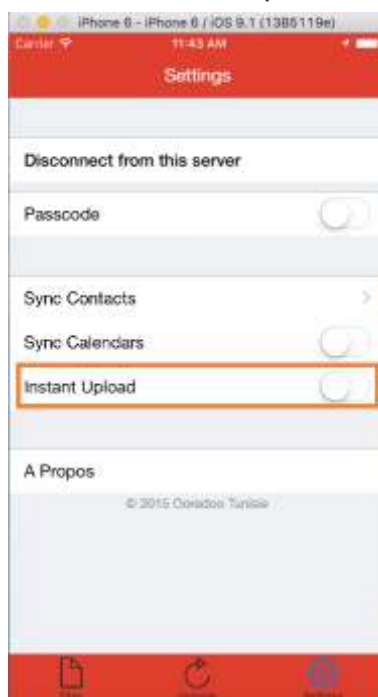 iPhone 6 - iPhone 6 / iOS 9.1 (13B5119e)
Carrier 11:43 AM
Settings
Disconnect from this server
Passcode
Sync Contacts
Sync Calendars
Instant Upload
A Propos
© 2015 Ooredoo Tunisie